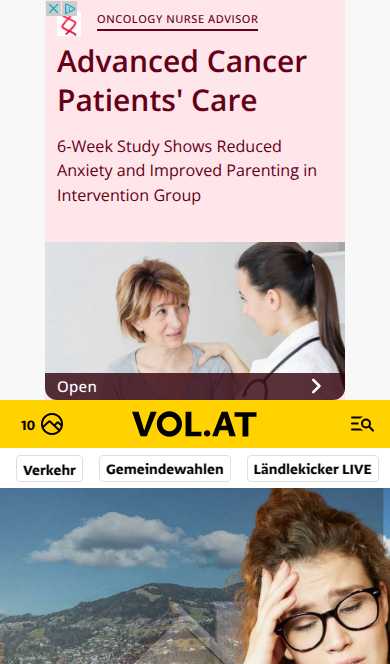 ONCOLOGY NURSE ADVISOR
Advanced Cancer
Patients' Care
6-Week Study Shows Reduced
Anxiety and Improved Parenting in
Intervention Group
Open
10 VOL.AT
Verkehr Gemeindewahlen Ländlekicker LIVE